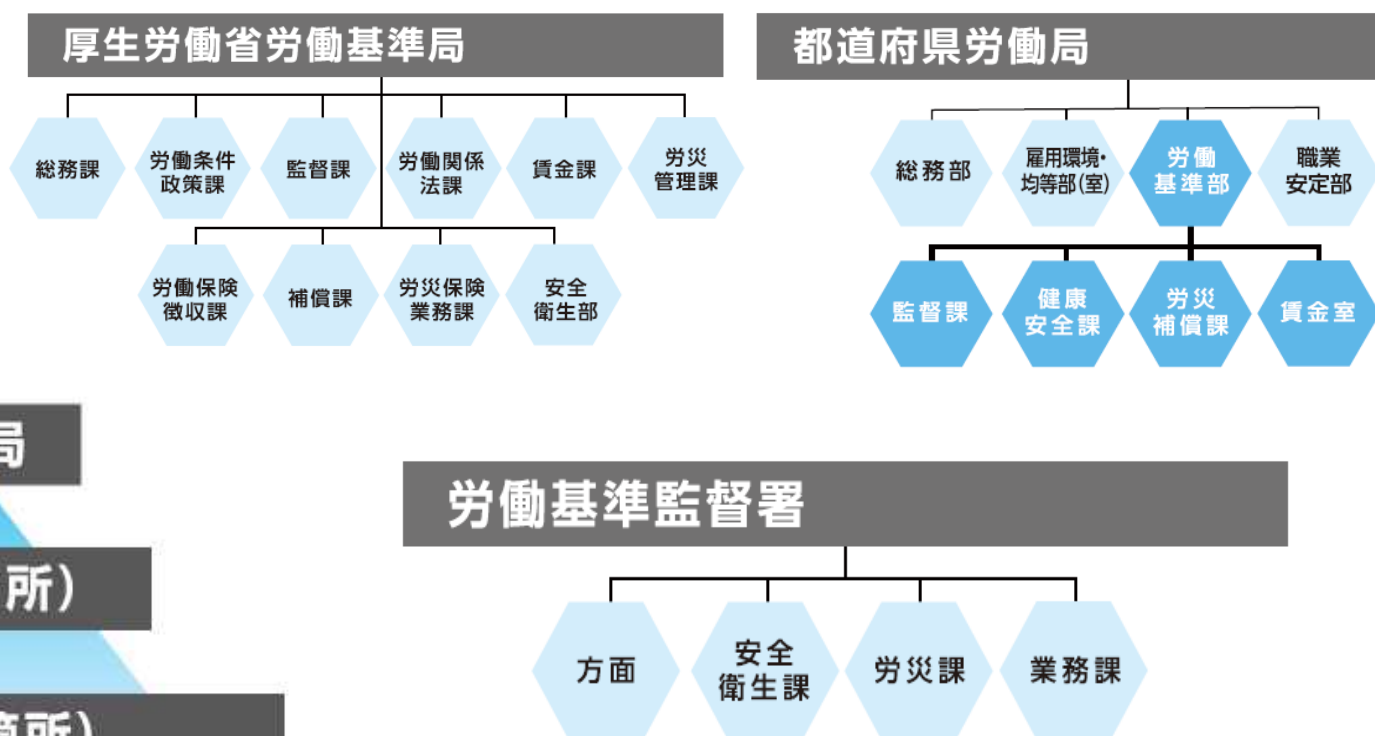 厚生労働省労働基準局
総務課
労働条件
政策課
監督課
労働関係
法課
賃金課
労災
管理課
労働保険
徴収課
補償課
労災保険
業務課
安全
衛生部
都道府県労働局
総務部
雇用環境・
均等部(室)
労働
基準部
職業
安定部
監督課
健康
安全課
労災
補償課
賃金室
局
所)
労働基準監督署
方面
安全
衛生課
労災課
業務課
所)